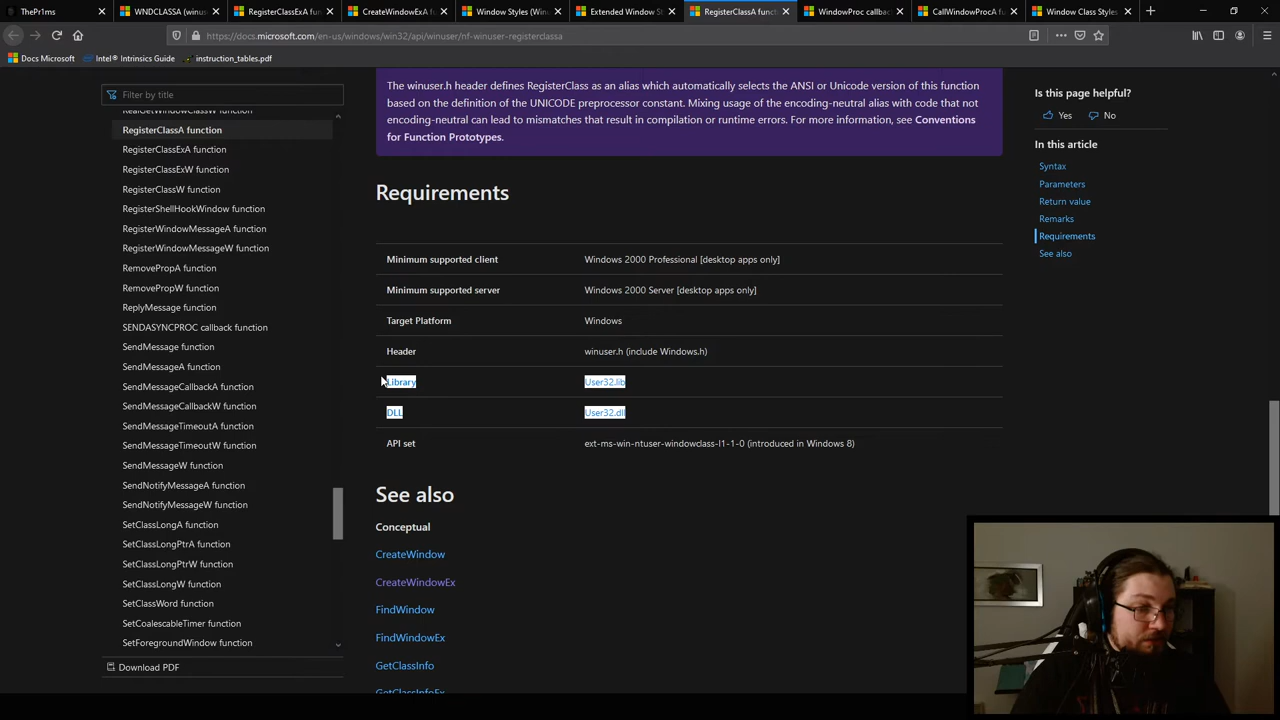 ThePr1ms
WNDCLASSA (winus
RegisterClassExA fun
CreateWindowExA fu
Window Styles (Winu
Extended Window St
RegisterClassA functi
WindowProc callbac
CallWindowProcA fun
Window Class Styles
https://docs.microsoft.com/en-us/windows/win32/api/winuser/nf-winuser-registerclassa
Docs Microsoft
Intel® Intrinsics Guide
instruction_tables.pdf
Filter by title
RealGetWindowClassW function
RegisterClassA function
RegisterClassExA function
RegisterClassExW function
RegisterClassW function
RegisterShellHookWindow function
RegisterWindowMessageA function
RegisterWindowMessageW function
RemovePropA function
RemovePropW function
ReplyMessage function
SENDASYNCPROC callback function
SendMessage function
SendMessageA function
SendMessageCallbackA function
SendMessageCallbackW function
SendMessageTimeoutA function
SendMessageTimeoutW function
SendMessageW function
SendNotifyMessageA function
SendNotifyMessageW function
SetClassLongA function
SetClassLongPtrA function
SetClassLongPtrW function
SetClassLongW function
SetClassWord function
SetCoalescableTimer function
SetForegroundWindow function
Download PDF
The winuser.h header defines RegisterClass as an alias which automatically selects the ANSI or Unicode version of this function
based on the definition of the UNICODE preprocessor constant. Mixing usage of the encoding-neutral alias with code that not
encoding-neutral can lead to mismatches that result in compilation or runtime errors. For more information, see Conventions
for Function Prototypes.
Requirements
Minimum supported client Windows 2000 Professional [desktop apps only]
Minimum supported server Windows 2000 Server [desktop apps only]
Target Platform Windows
Header winuser.h (include Windows.h)
Library User32.lib
DLL User32.dll
API set ext-ms-win-ntuser-windowclass-l1-1-0 (introduced in Windows 8)
See also
Conceptual
CreateWindow
CreateWindowEx
FindWindow
FindWindowEx
GetClassInfo
GetClassInfoEx
Is this page helpful?
Yes No
In this article
Syntax
Parameters
Return value
Remarks
Requirements
See also